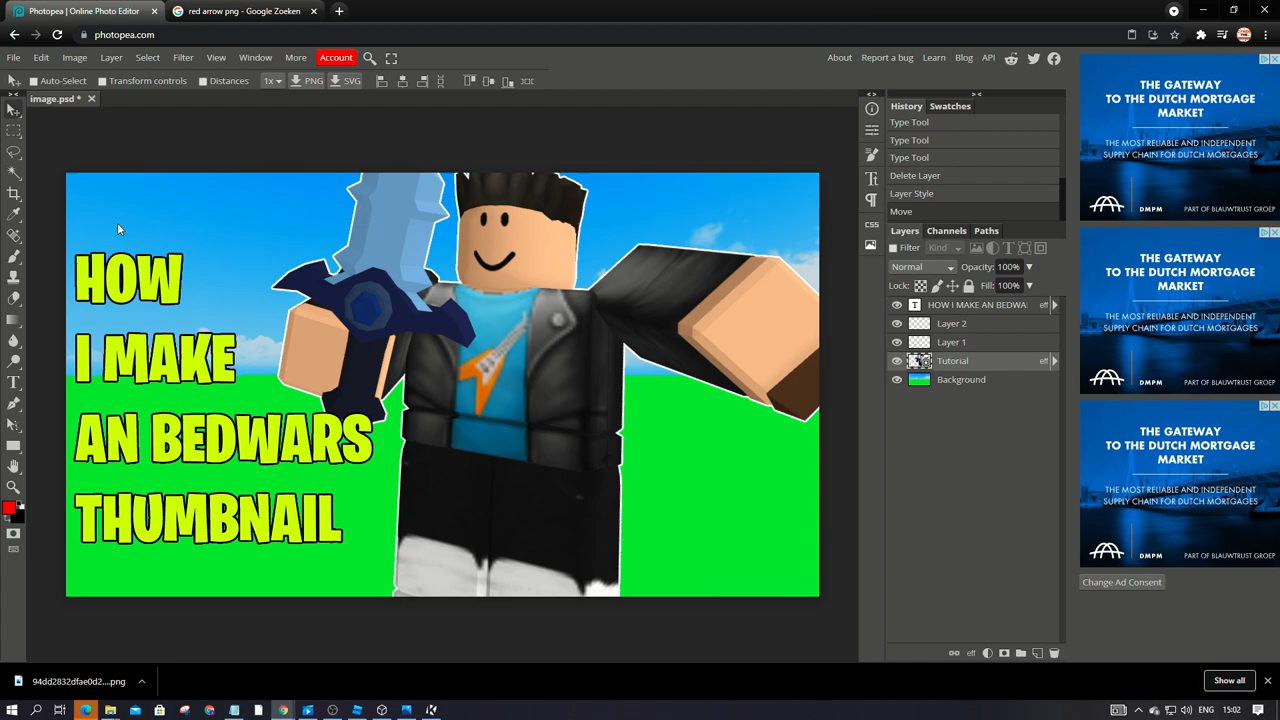 Photopea | Online Photo Editor
red arrow png - Google Zoeken
photopea.com
File Edit Image Layer Select Filter View Window More Account
About Report a bug Learn Blog API
Auto-Select Transform controls Distances 1x PNG SVG
image.psd *
HOW
I MAKE
AN BEDWARS
THUMBNAIL
History Swatches
Type Tool
Type Tool
Type Tool
Delete Layer
Layer Style
Move
Layers Channels Paths
Filter Kind
Normal Opacity: 100%
Lock: Fill: 100%
HOW I MAKE AN BEDWA eff
Layer 2
Layer 1
Tutorial eff
Background
eff
CSS
THE GATEWAY
TO THE DUTCH MORTGAGE
MARKET
THE MOST RELIABLE AND INDEPENDENT
SUPPLY CHAIN FOR DUTCH MORTGAGES
DMPM PART OF BLAUWTRUST GROEP
THE GATEWAY
TO THE DUTCH MORTGAGE
MARKET
THE MOST RELIABLE AND INDEPENDENT
SUPPLY CHAIN FOR DUTCH MORTGAGES
DMPM PART OF BLAUWTRUST GROEP
THE GATEWAY
TO THE DUTCH MORTGAGE
MARKET
THE MOST RELIABLE AND INDEPENDENT
SUPPLY CHAIN FOR DUTCH MORTGAGES
DMPM PART OF BLAUWTRUST GROEP
Change Ad Consent
94dd2832dfae0d2....png
Show all
ENG 15:02